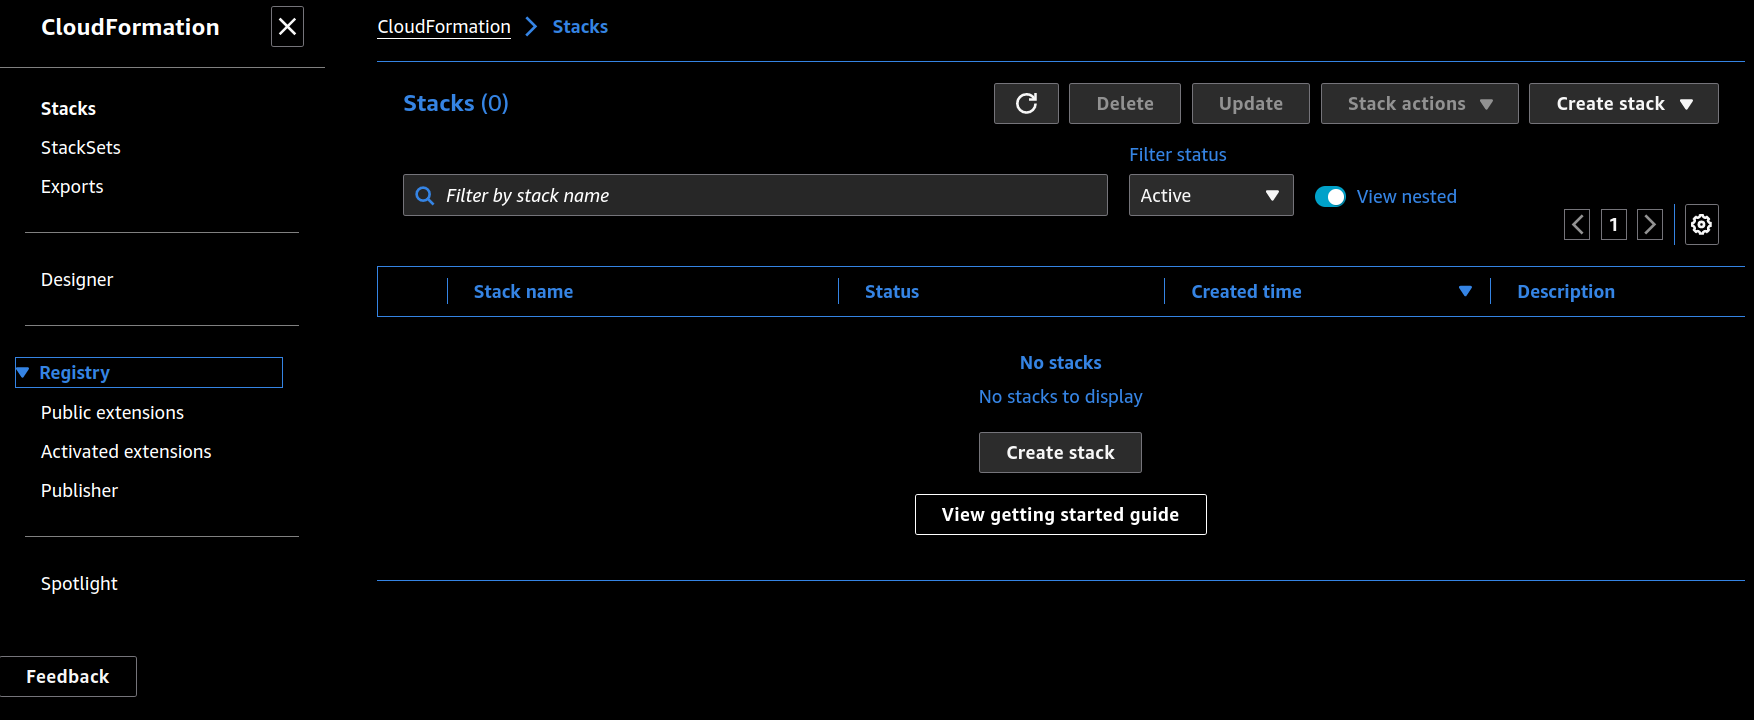 CloudFormation
Stacks
StackSets
Exports
Designer
Registry
Public extensions
Activated extensions
Publisher
Spotlight
Feedback
CloudFormation Stacks
Stacks (0)
Delete Update Stack actions Create stack
Filter status
Filter by stack name Active View nested
1
Stack name Status Created time Description
No stacks
No stacks to display
Create stack
View getting started guide